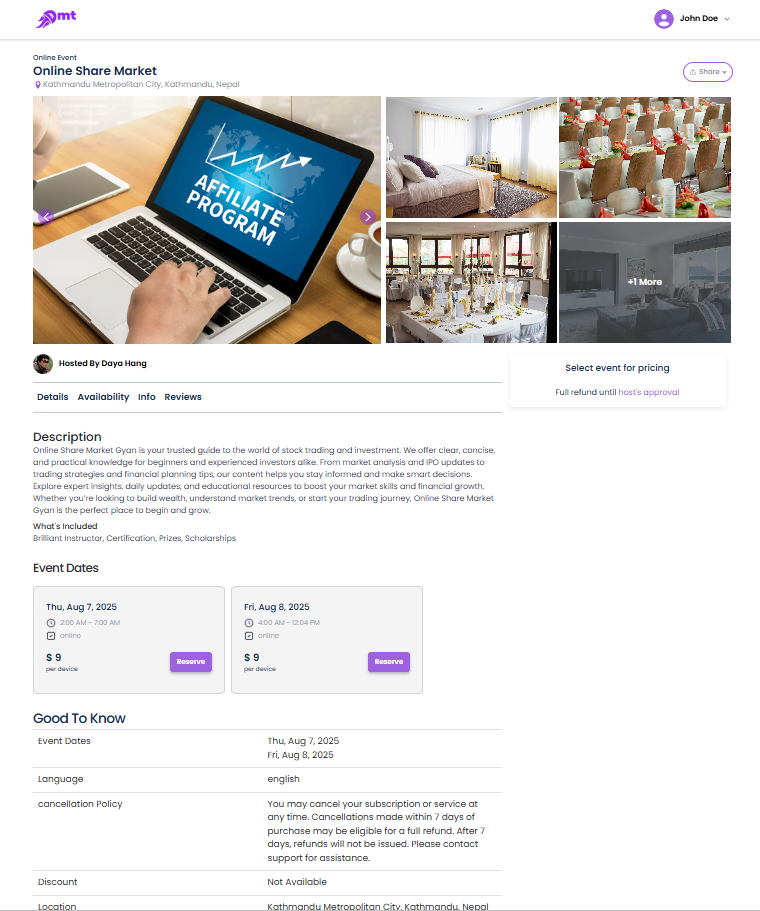 Omt
John Doe
Online Event
Online Share Market
Kathmandu Metropolitan City, Kathmandu, Nepal
Share
AFFILIATE
PROGRAM
+1 More
Hosted By Daya Hang
Select event for pricing
Full refund until host's approval
Details Availability Info Reviews
Description
Online Share Market Gyan is your trusted guide to the world of stock trading and investment. We offer clear, concise,
and practical knowledge for beginners and experienced investors alike. From market analysis and IPO updates to
trading strategies and financial planning tips, our content helps you stay informed and make smart decisions.
Explore expert insights, daily updates, and educational resources to boost your market skills and financial growth.
Whether you're looking to build wealth, understand market trends, or start your trading journey, Online Share Market
Gyan is the perfect place to begin and grow.
What's Included
Brilliant Instructor, Certification, Prizes, Scholarships
Event Dates
Thu, Aug 7, 2025
2:00 AM - 7:00 AM
online
$ 9
per device
Reserve
Fri, Aug 8, 2025
4:00 AM - 12:04 PM
online
$ 9
per device
Reserve
Good To Know
Event Dates Thu, Aug 7, 2025
Fri, Aug 8, 2025
Language english
cancellation Policy You may cancel your subscription or service at
any time. Cancellations made within 7 days of
purchase may be eligible for a full refund. After 7
days, refunds will not be issued. Please contact
support for assistance.
Discount Not Available
Location Kathmandu Metropolitan City, Kathmandu, Nepal